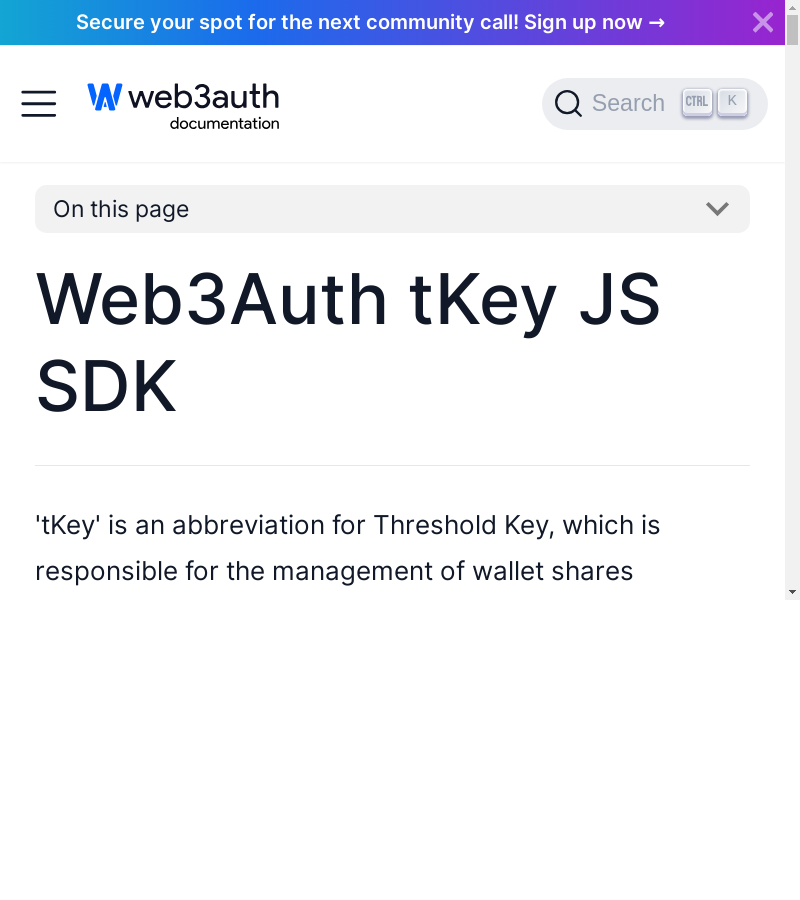 Secure your spot for the next community call! Sign up now →
web3auth
documentation
Search CTRL K
On this page
Web3Auth tKey JS
SDK
'tKey' is an abbreviation for Threshold Key, which is
responsible for the management of wallet shares